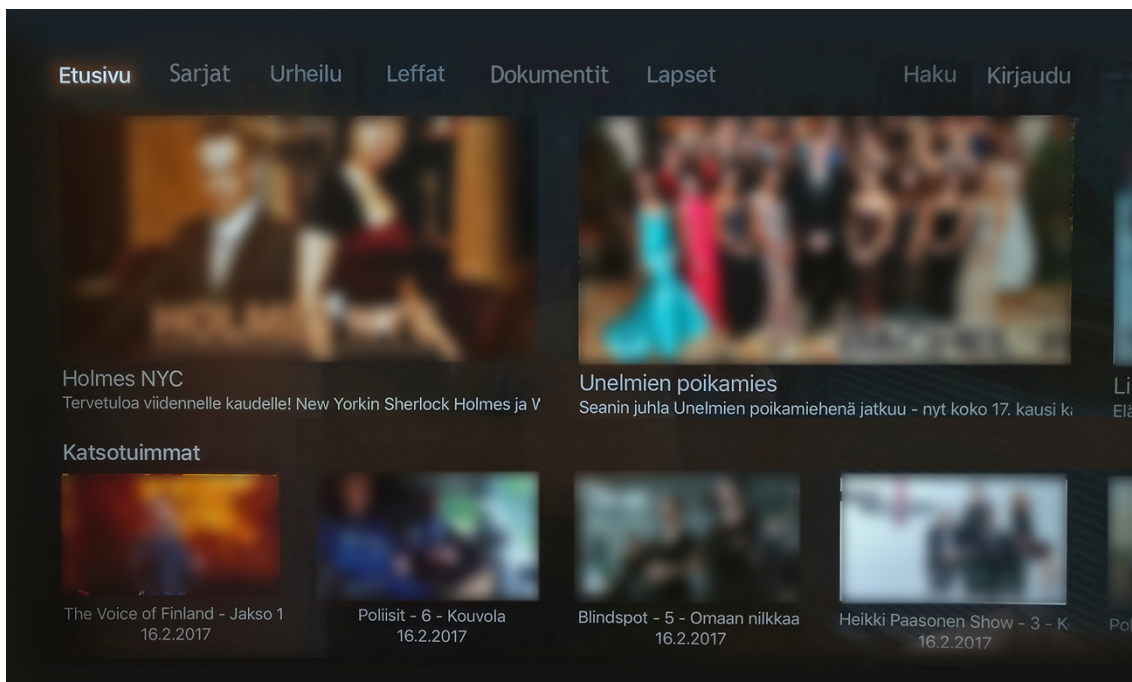 Etusivu Sarjat Urheilu Leffat Dokumentit Lapset Haku Kirjaudu
Holmes NYC
Tervetuloa viidennelle kaudelle! New Yorkin Sherlock Holmes ja
Unelmien poikamies
Seanin juhla Unelmien poikamiehenä jatkuu - nyt koko 17. kausi
Katsotuimmat
The Voice of Finland - Jakso 1
16.2.2017
Poliisit - 6 - Kouvola
16.2.2017
Blindspot - 5 - Omaan nilkkaa
16.2.2017
Heikki Paasonen Show - 3 - K
16.2.2017